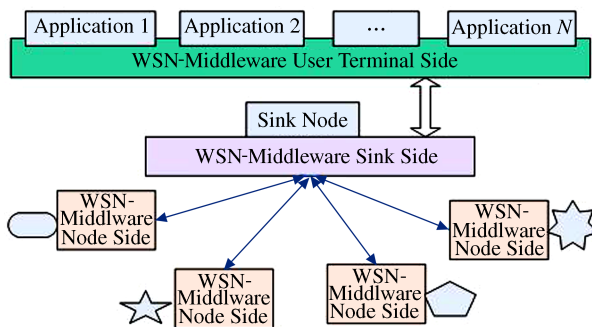 Application 1
Application 2
...
Application N
WSN-Middleware User Terminal Side
Sink Node
WSN-Middleware Sink Side
WSN-
Middlware
Node Side
WSN-
Middlware
Node Side
WSN-
Middlware
Node Side
WSN-
Middlware
Node Side